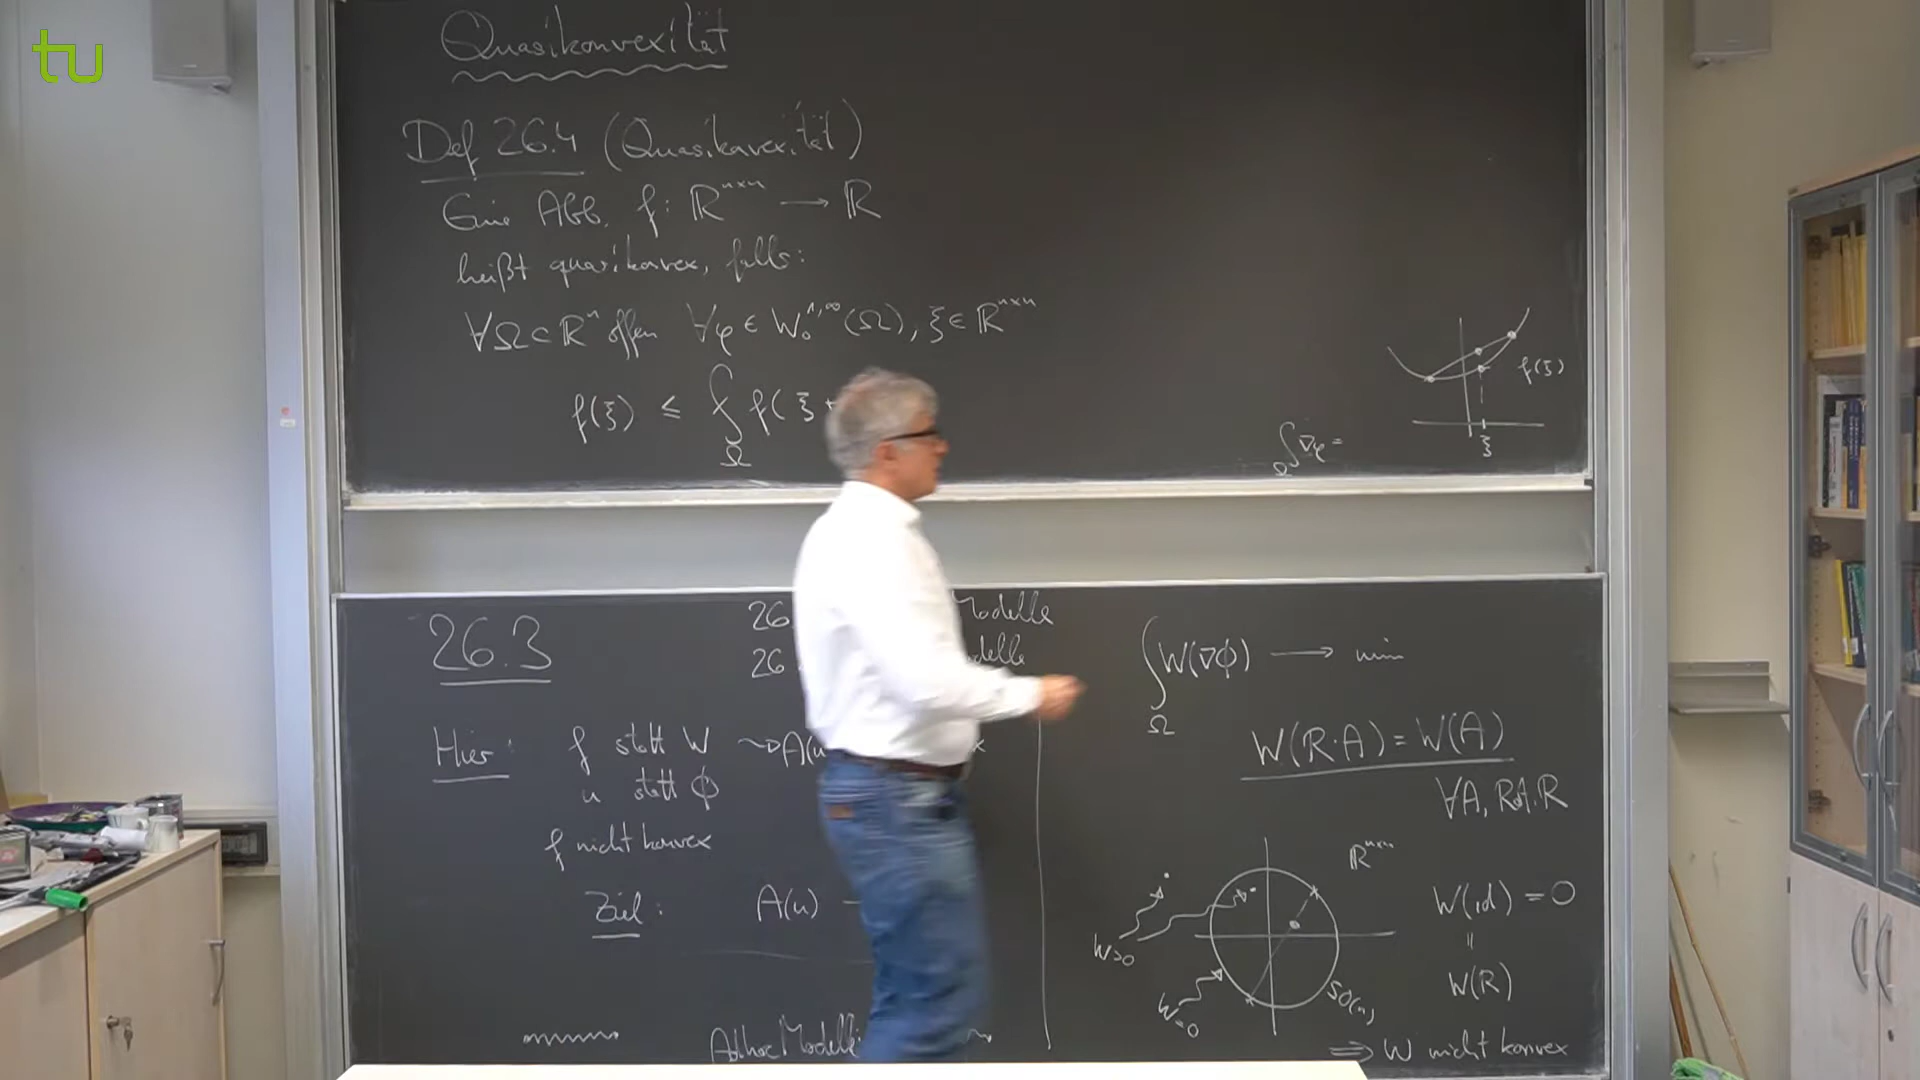 tu
Quasikonvexität
Def 26.4 (Quasikonvexität)
Eine Abb. f: ℝⁿˣⁿ → ℝ
heißt quasikonvex, falls:
∀Ω⊂ℝⁿ offen ∀φ ∈ W₀^{1,∞}(Ω), ξ ∈ ℝⁿˣⁿ
f(ξ) ≤ ⨍_Ω f(ξ +
∫_Ω ∇φ =
f(ξ)
ξ
26.3
26. Modelle
26
Hier: f statt W ⇝ A(u
u statt ϕ
f nicht konvex
Ziel: A(u)
Adhoc Modelle
∫_Ω W(∇ϕ) → min
W(R·A) = W(A)
∀A, Rot. R
ℝⁿˣⁿ
W>0
W=0
SO(n)
W(id) = 0
=
W(R)
⇒ W nicht konvex